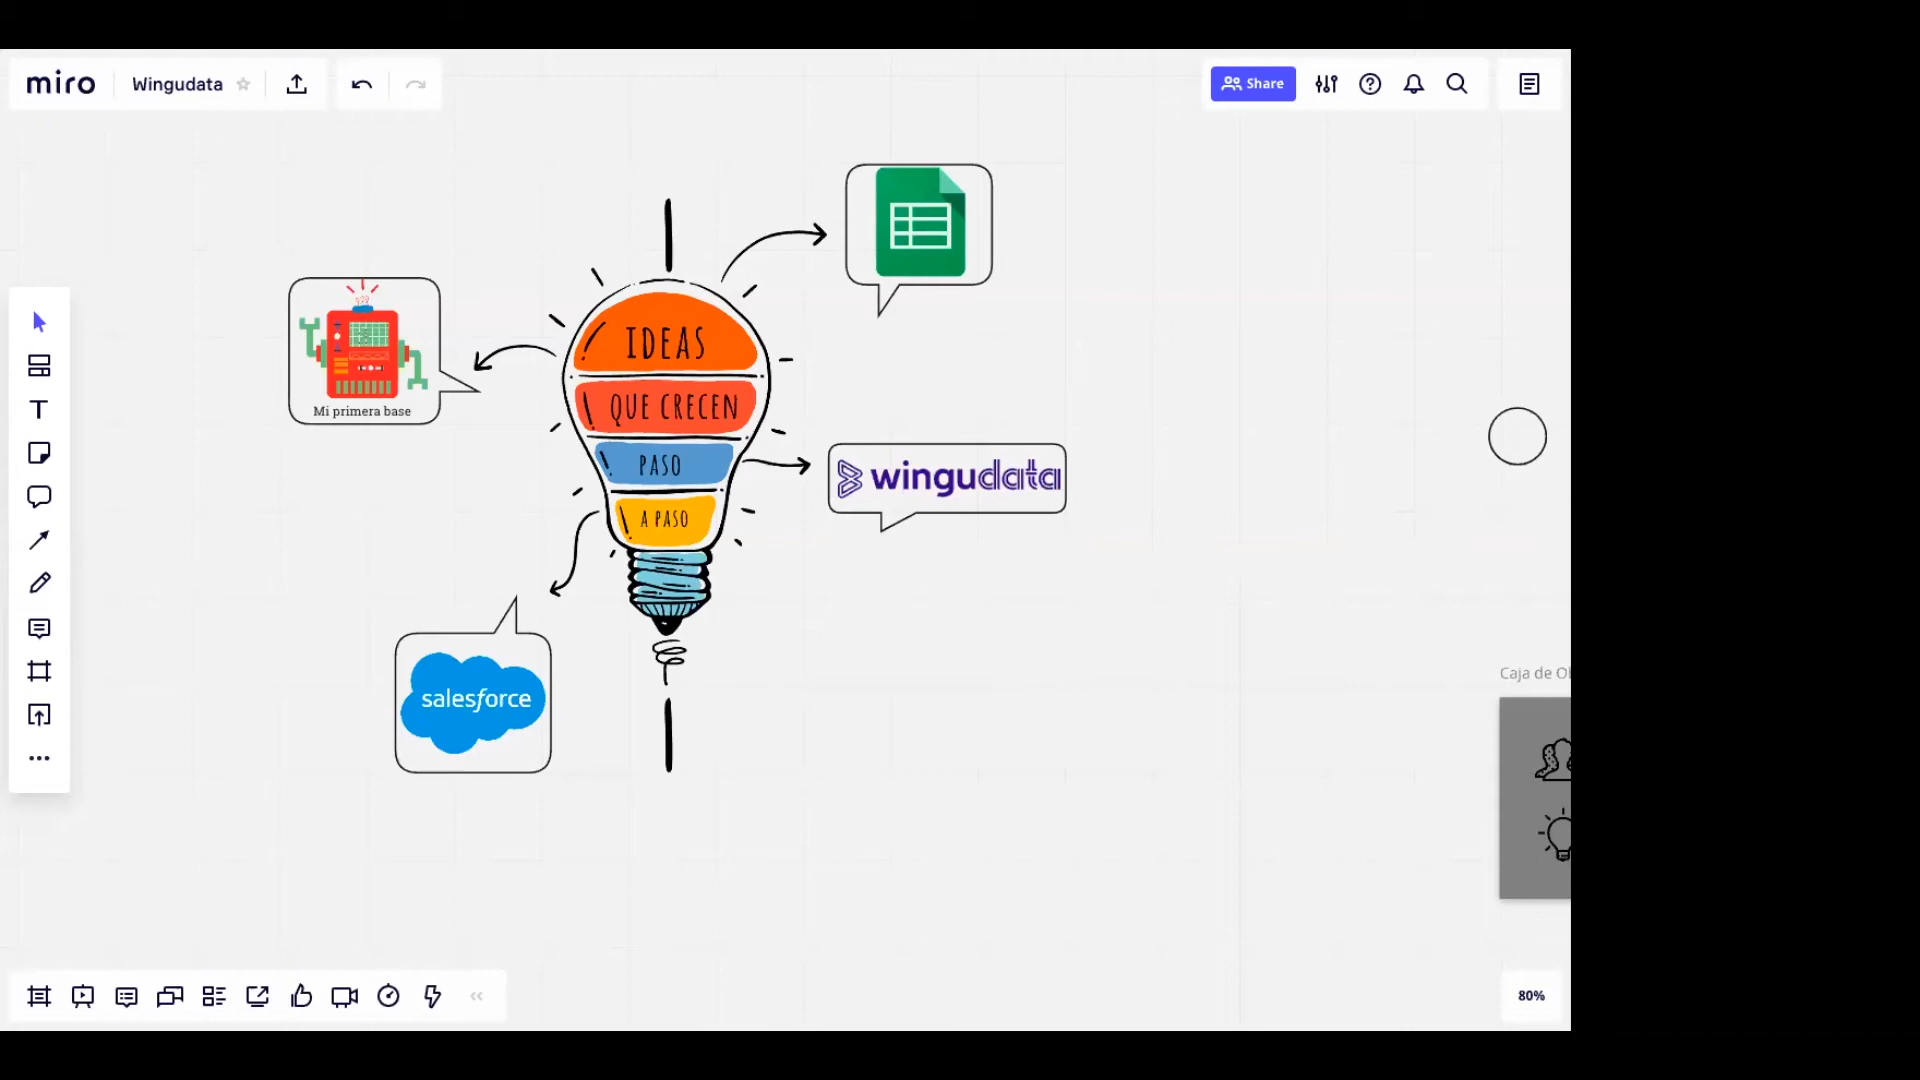 miro
Wingudata
Share
IDEAS
QUE CRECEN
PASO
A PASO
Mi primera base
wingudata
salesforce
Caja de O
80%